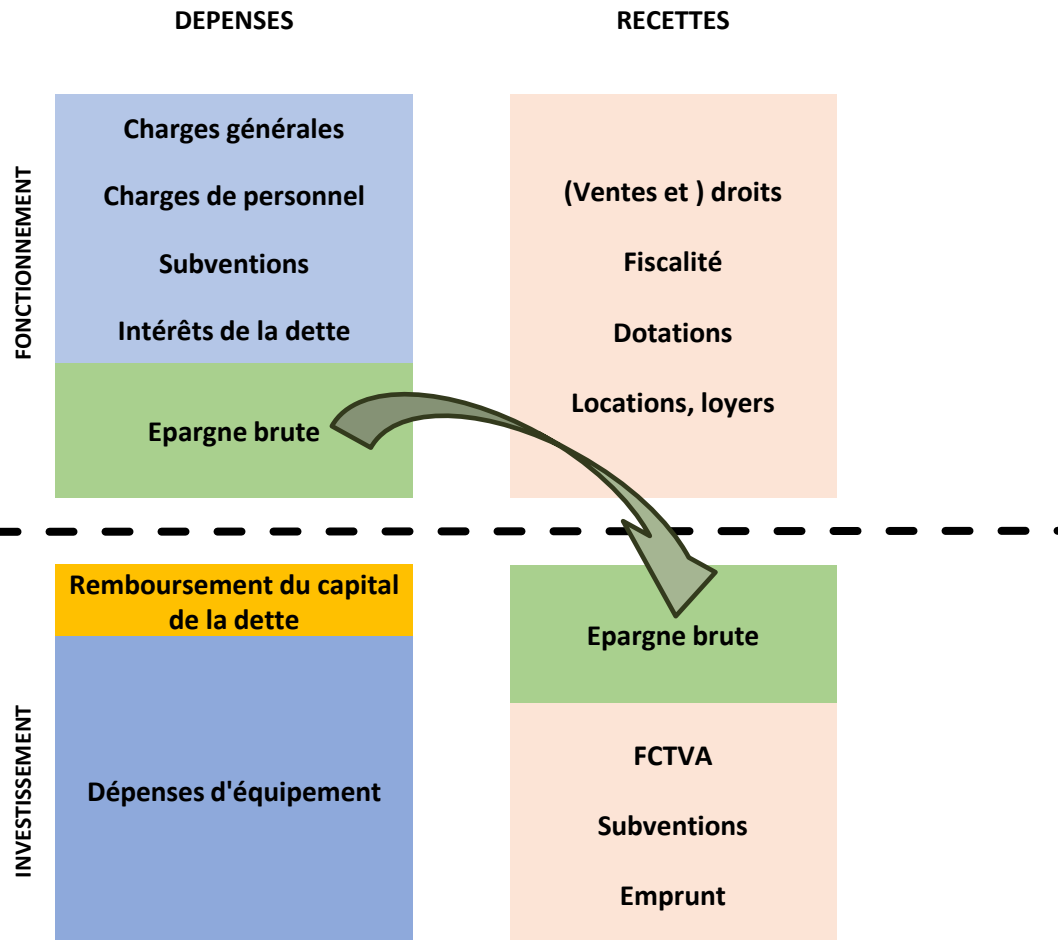 DEPENSES
RECETTES
FONCTIONNEMENT
Charges générales
Charges de personnel
Subventions
Intérêts de la dette
Epargne brute
(Ventes et ) droits
Fiscalité
Dotations
Locations, loyers
INVESTISSEMENT
Remboursement du capital
de la dette
Dépenses d'équipement
Epargne brute
FCTVA
Subventions
Emprunt